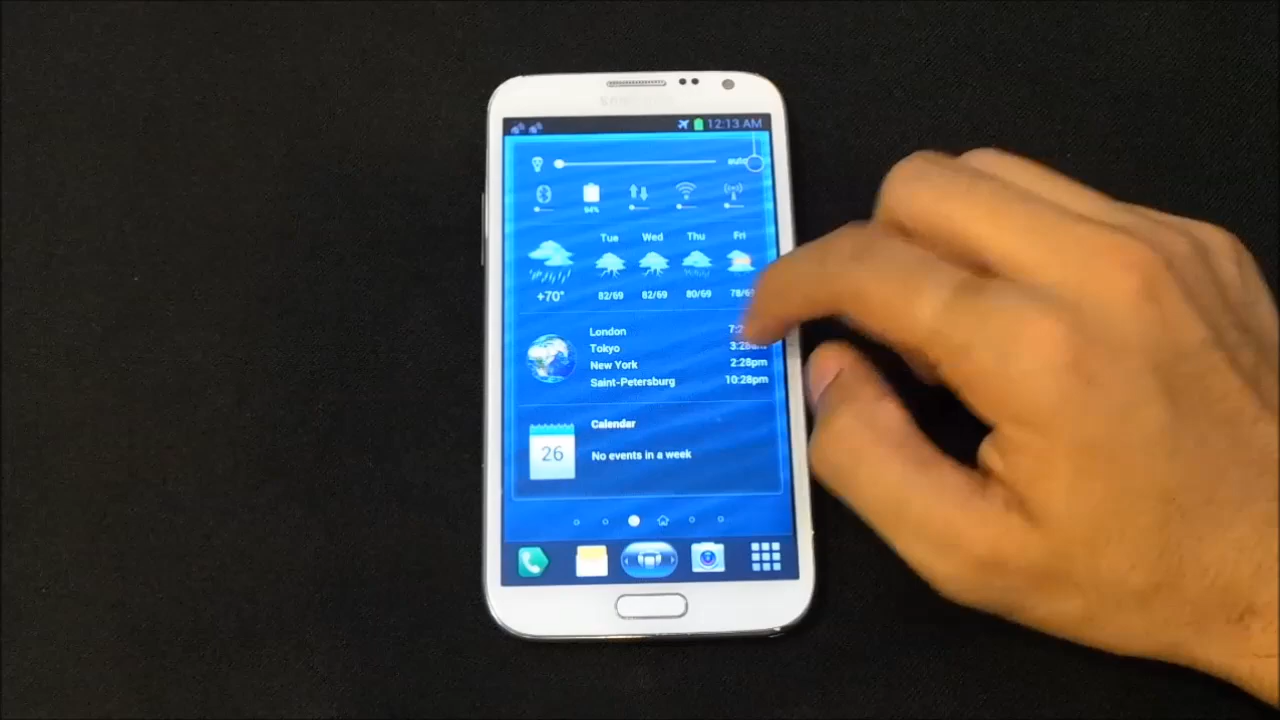 SAMSUNG
12:13 AM
auto
94%
Tue Wed Thu Fri
+70° 82/69 82/69 80/69
London
Tokyo
New York 2:28pm
Saint-Petersburg 10:28pm
Calendar
26
No events in a week